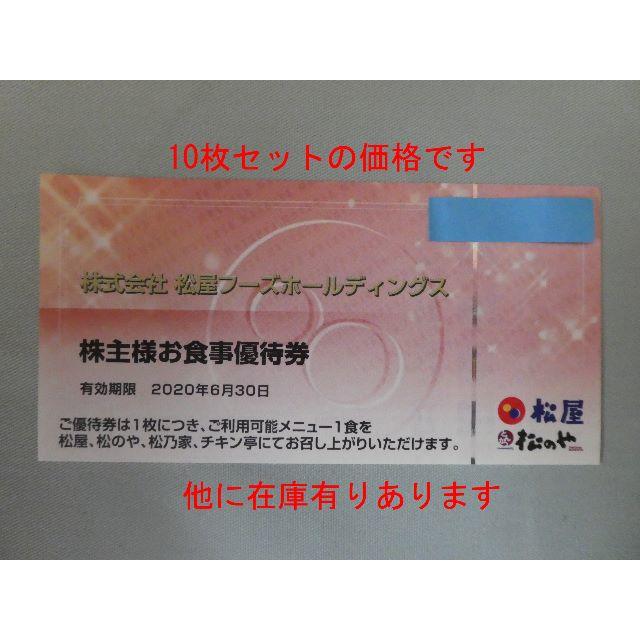 10枚セットの価格です
株式会社 松屋フーズホールディングス
株主様お食事優待券
有効期限 2020年6月30日
ご優待券は1枚につき、ご利用可能メニュー1食を
松屋、松のや、松乃家、チキン亭にてお召し上がりいただけます。
松屋
松のや
他に在庫有りあります